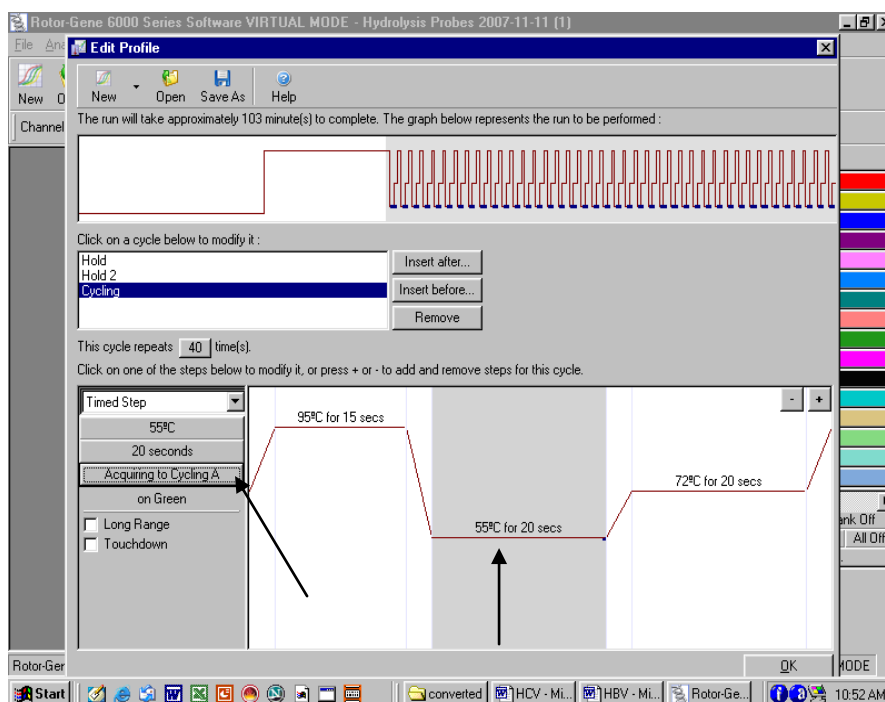 Rotor-Gene 6000 Series Software VIRTUAL MODE - Hydrolysis Probes 2007-11-11 (1)
File
Edit Profile
New
New Open Save As Help
Channel
The run will take approximately 103 minute(s) to complete. The graph below represents the run to be performed :
Click on a cycle below to modify it :
Hold
Hold 2
Cycling
Insert after...
Insert before...
Remove
This cycle repeats 40 time(s).
Click on one of the steps below to modify it, or press + or - to add and remove steps for this cycle.
Timed Step
- +
55ºC
20 seconds
Acquiring to Cycling A
on Green
Long Range
Touchdown
95ºC for 15 secs
55ºC for 20 secs
72ºC for 20 secs
ank Off
All Off
OK
Rotor-Ger
MODE
Start converted HCV - Mi... HBV - Mi... Rotor-Ge... 10:52 AM